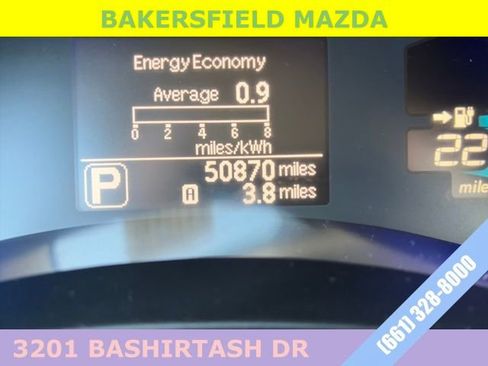 BAKERSFIELD MAZDA
Energy Economy
Average 0.9
0 2 4 6 8
miles/kWh
50870 miles
P
A 3.8 miles
22
mile
(661) 328-8000
3201 BASHIRTASH DR